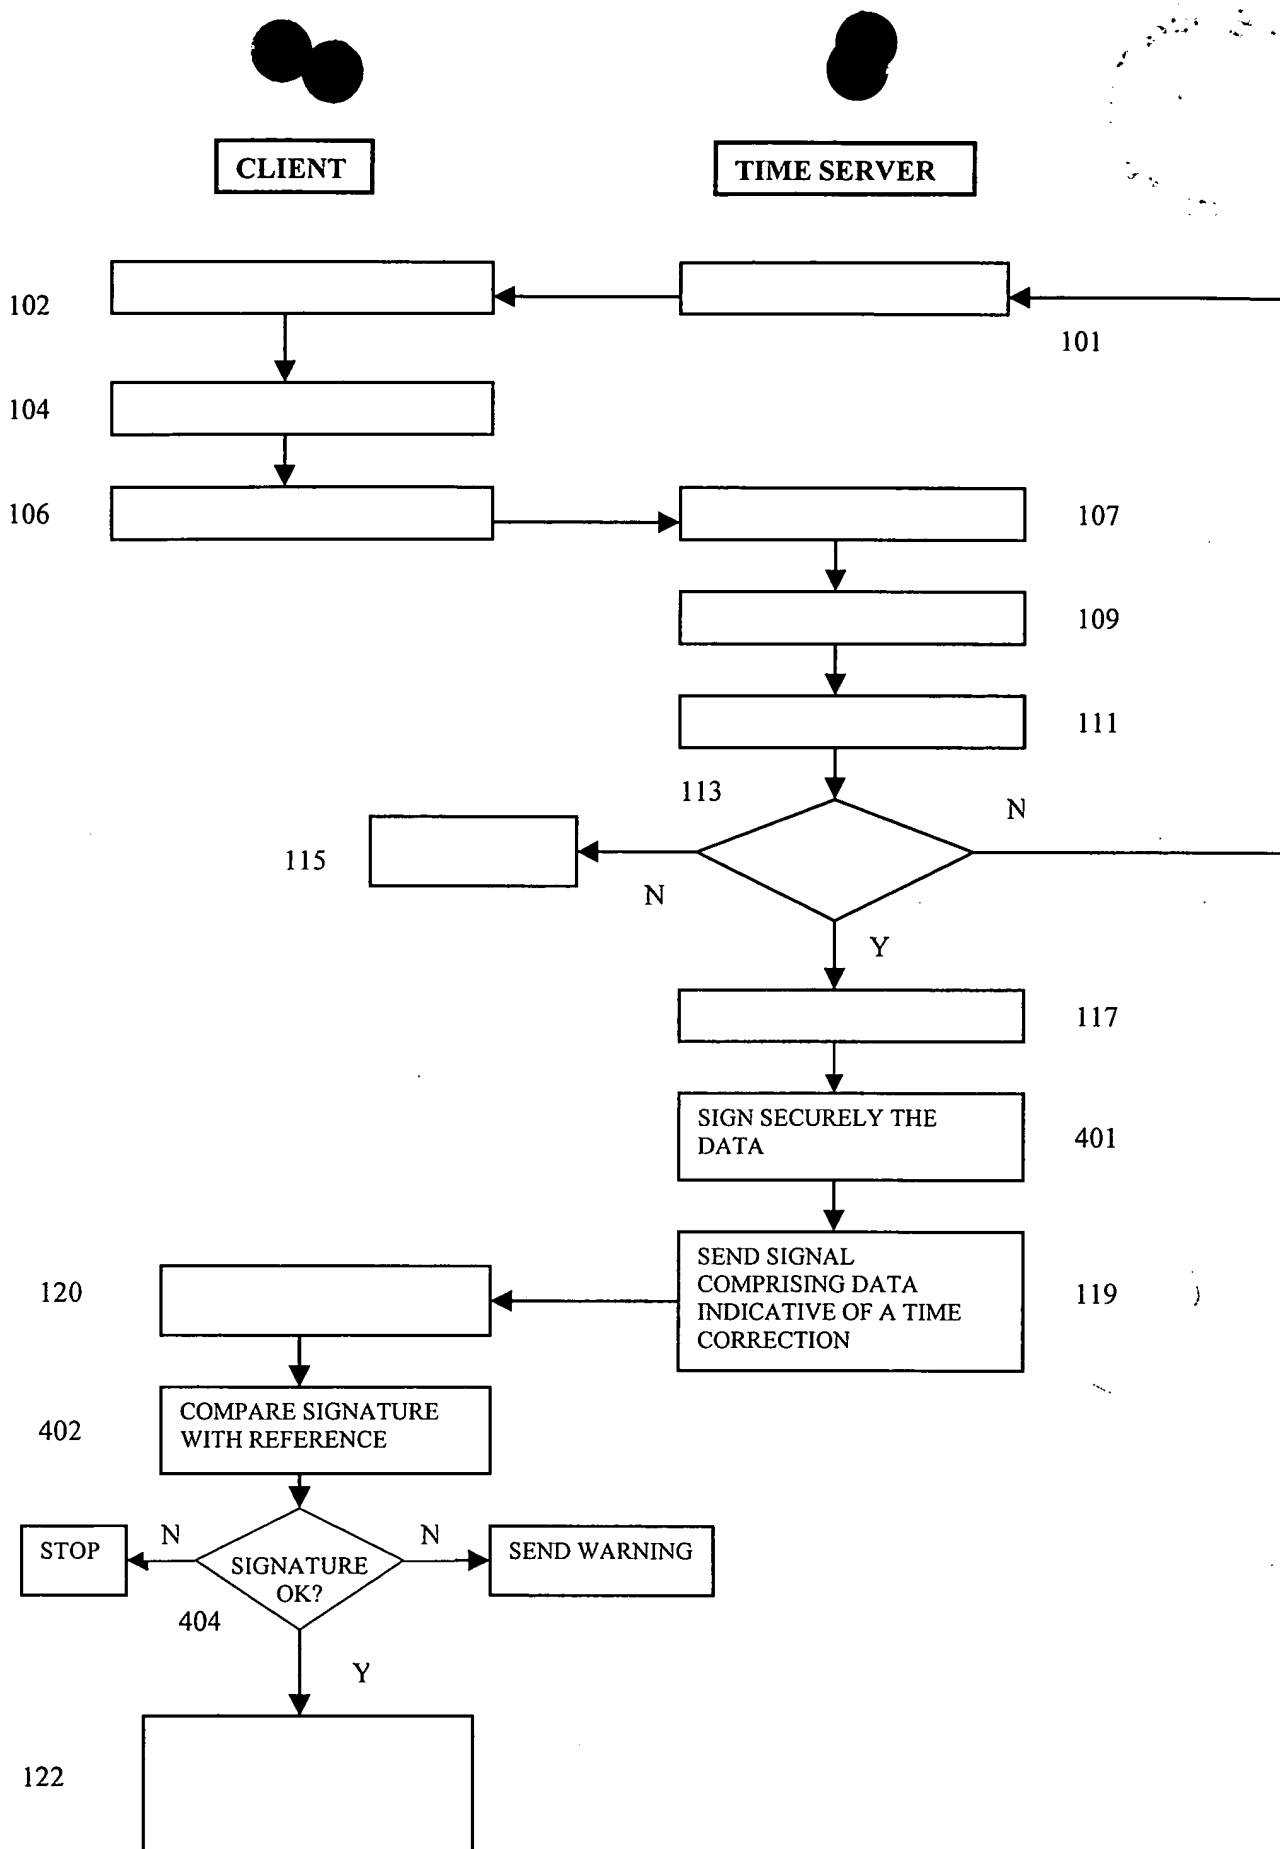 CLIENT
TIME SERVER
102
101
104
106
107
109
111
113
N
115
N
Y
117
SIGN SECURELY THE
DATA
401
SEND SIGNAL
COMPRISING DATA
INDICATIVE OF A TIME
CORRECTION
119
120
COMPARE SIGNATURE
WITH REFERENCE
402
STOP
N
N
SEND WARNING
SIGNATURE
OK?
404
Y
122